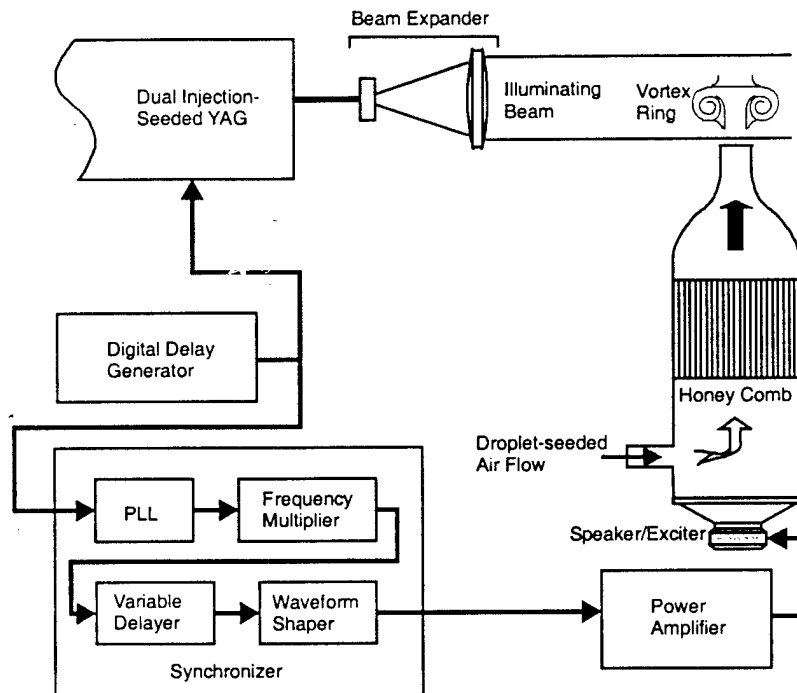 Beam Expander
Dual Injection-
Seeded YAG
Illuminating
Beam
Vortex
Ring
Digital Delay
Generator
Honey Comb
Droplet-seeded
Air Flow
PLL
Frequency
Multiplier
Speaker/Exciter
Variable
Delayer
Waveform
Shaper
Power
Amplifier
Synchronizer